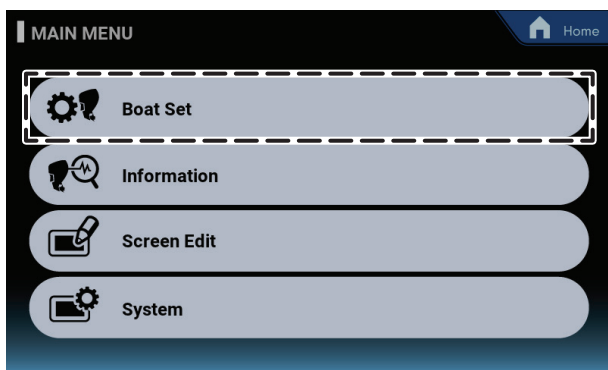 MAIN MENU
Home
Boat Set
Information
Screen Edit
System